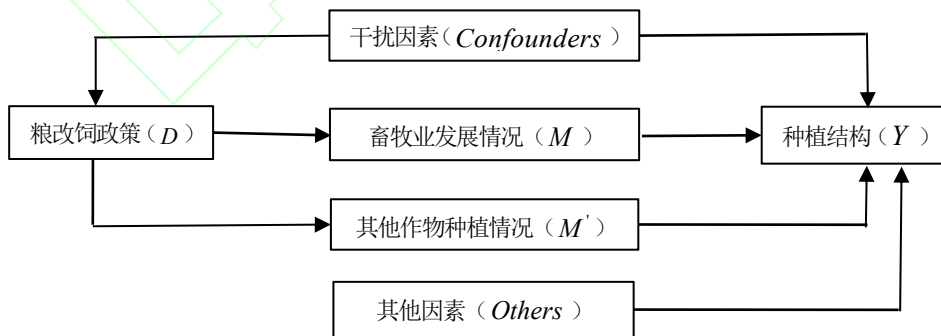 干扰因素（Confounders）
粮改饲政策（D）
畜牧业发展情况（M）
种植结构（Y）
其他作物种植情况（M'）
其他因素（Others）